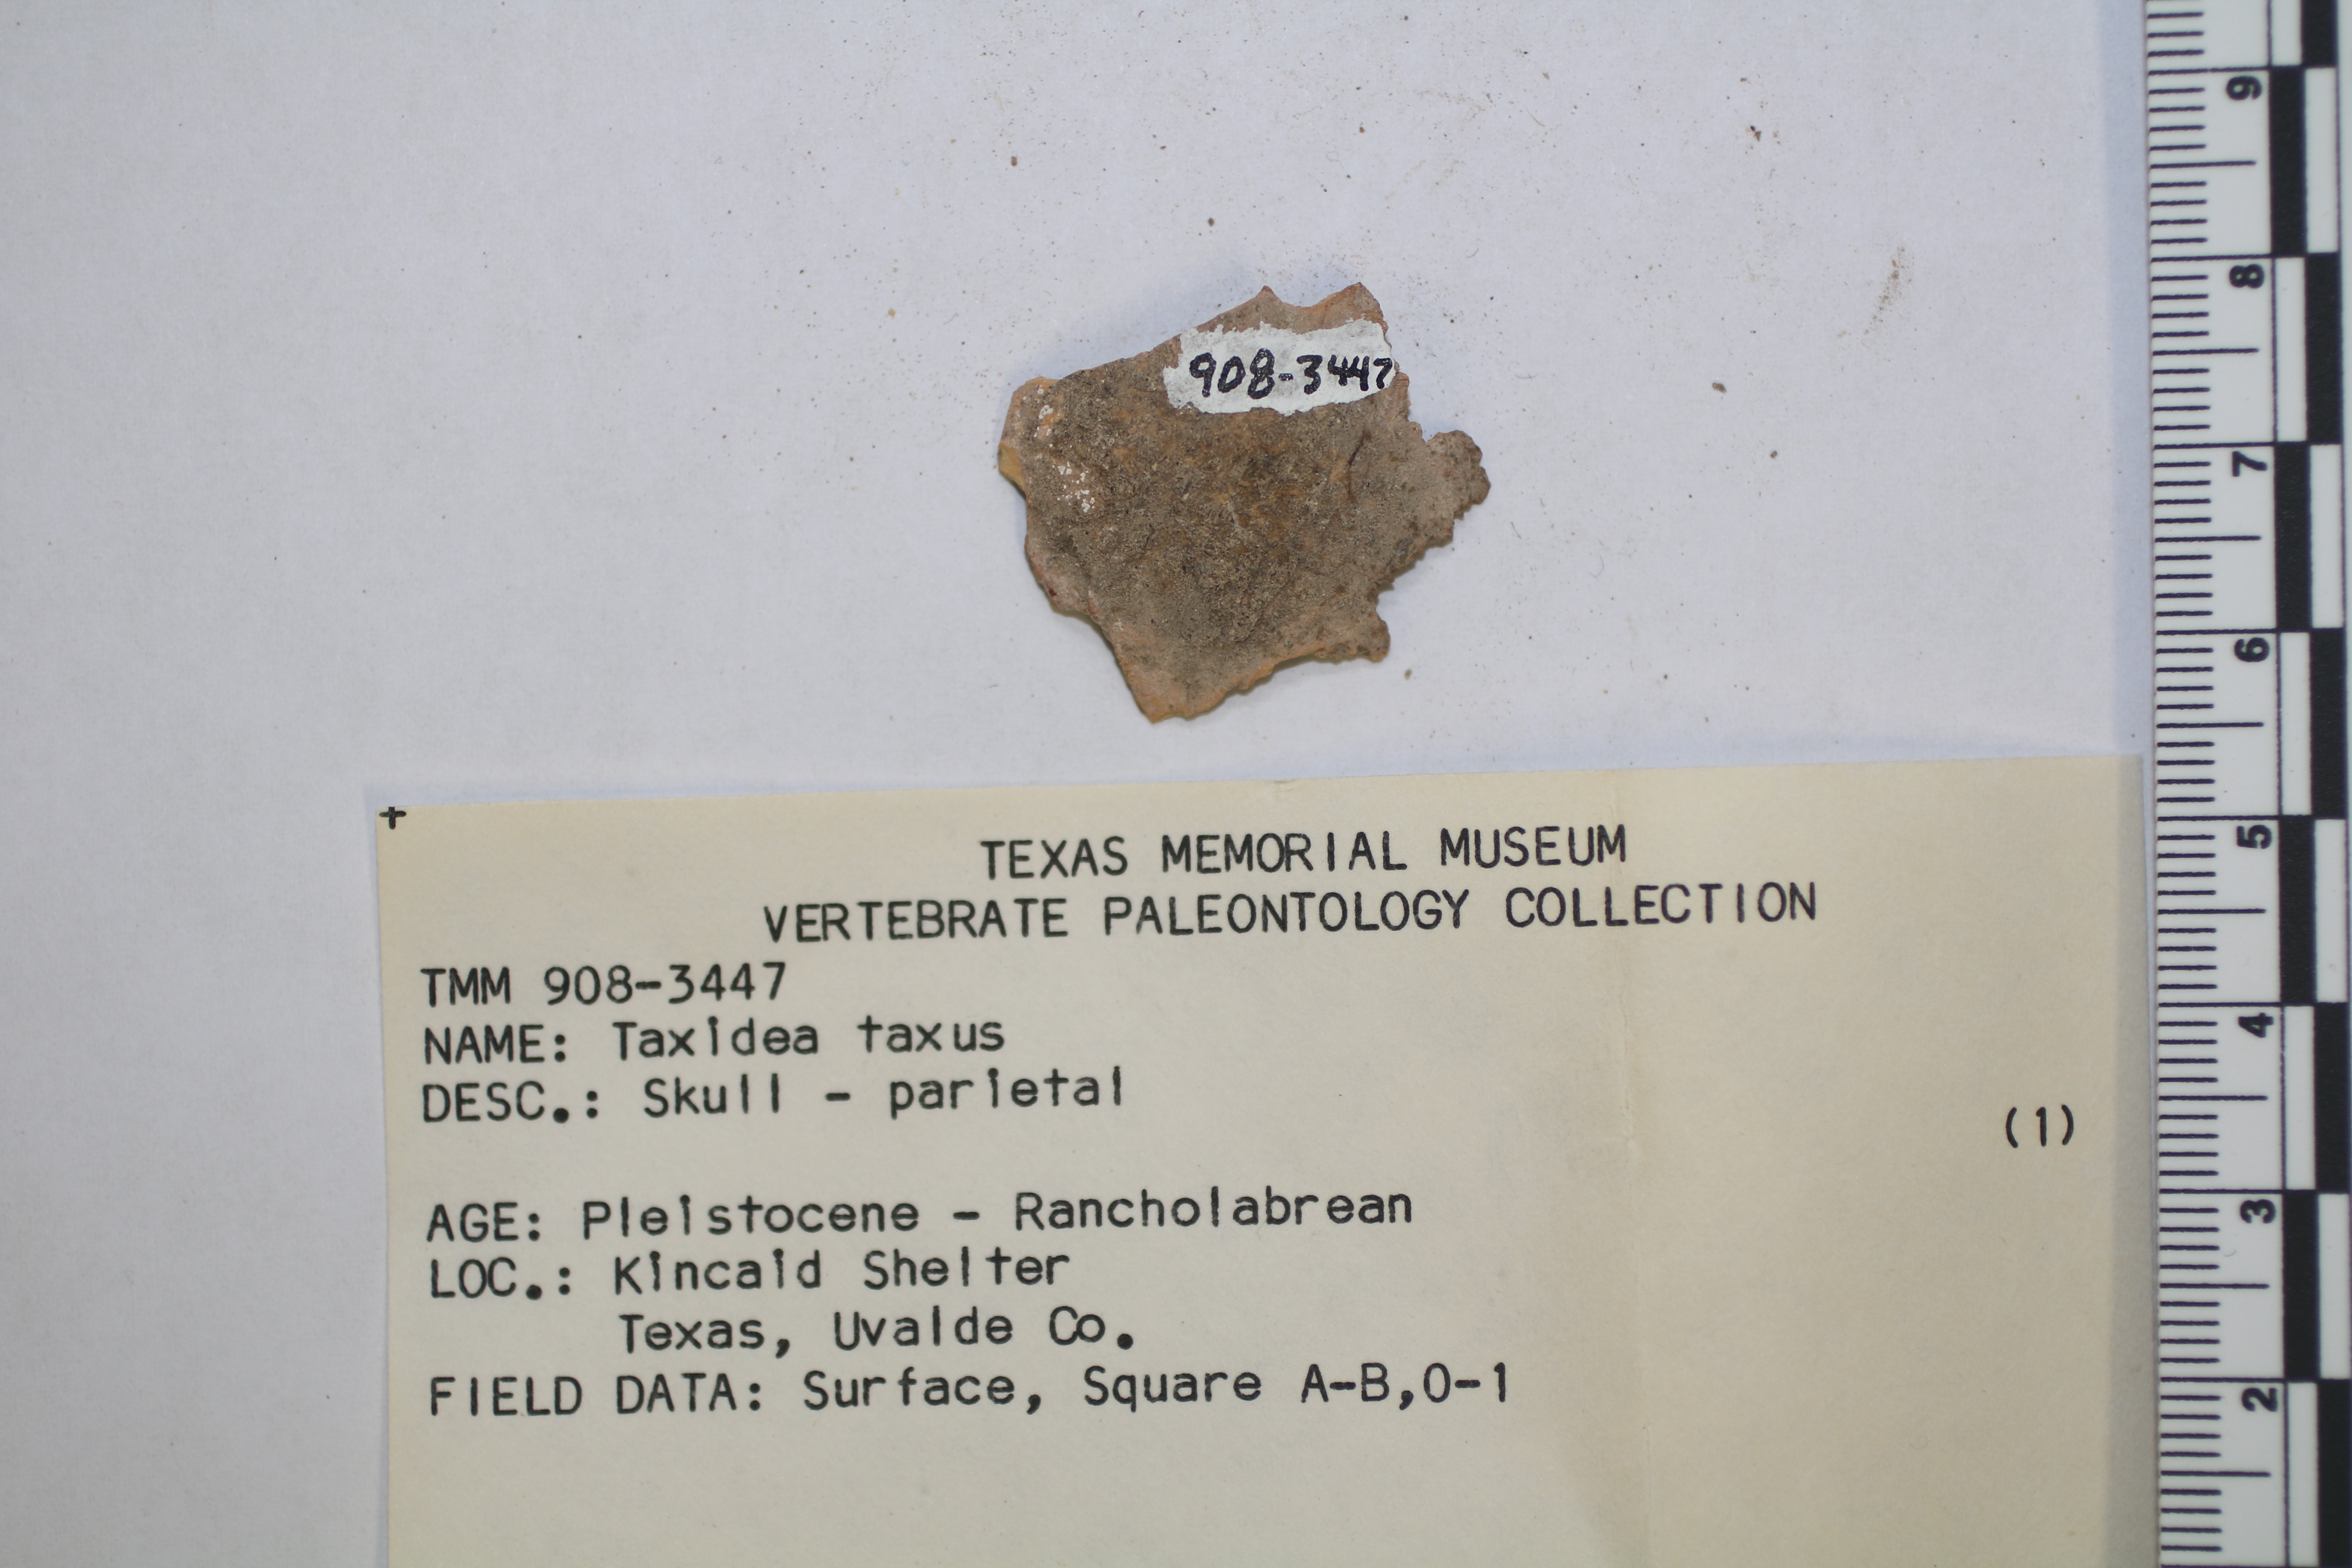 908-3447
TEXAS MEMORIAL MUSEUM
VERTEBRATE PALEONTOLOGY COLLECTION
TMM 908-3447
NAME: Taxidea taxus
DESC.: Skull - parietal
(1)
AGE: Pleistocene - Rancholabrean
LOC.: Kincaid Shelter
Texas, Uvalde Co.
FIELD DATA: Surface, Square A-B,0-1
9
8
7
6
5
4
3
2